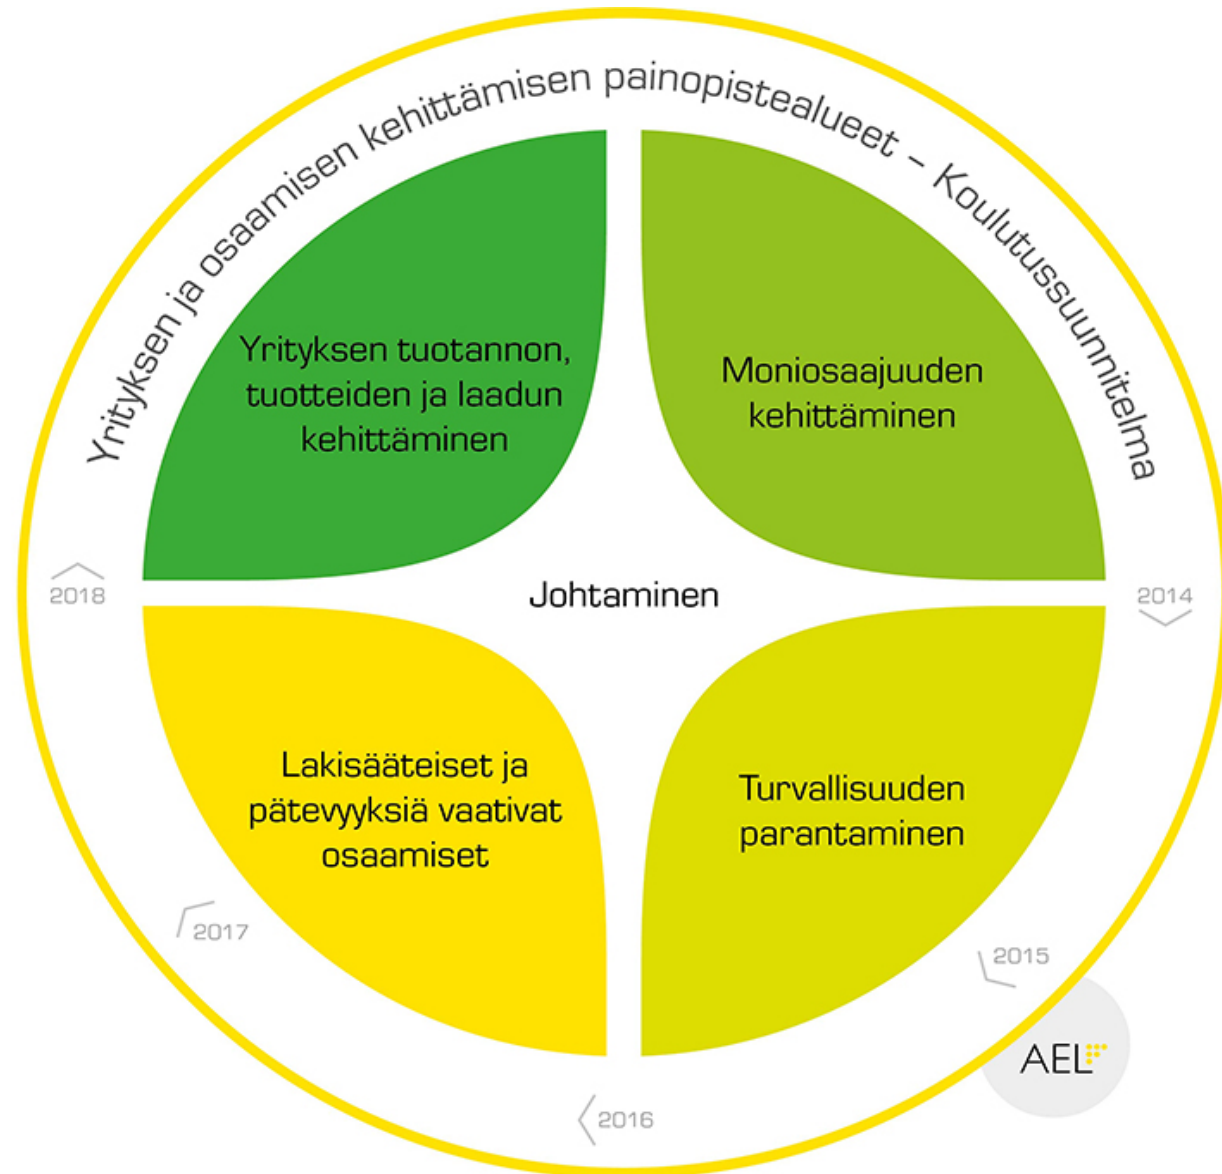 Yrityksen ja osaamisen kehittämisen painopistealueet – Koulutussuunnitelma
Yrityksen tuotannon,
tuotteiden ja laadun
kehittäminen
Moniosaajuuden
kehittäminen
Johtaminen
2018
2014
Lakisääteiset ja
pätevyyksiä vaativat
osaamiset
Turvallisuuden
parantaminen
2017
2015
2016
AEL